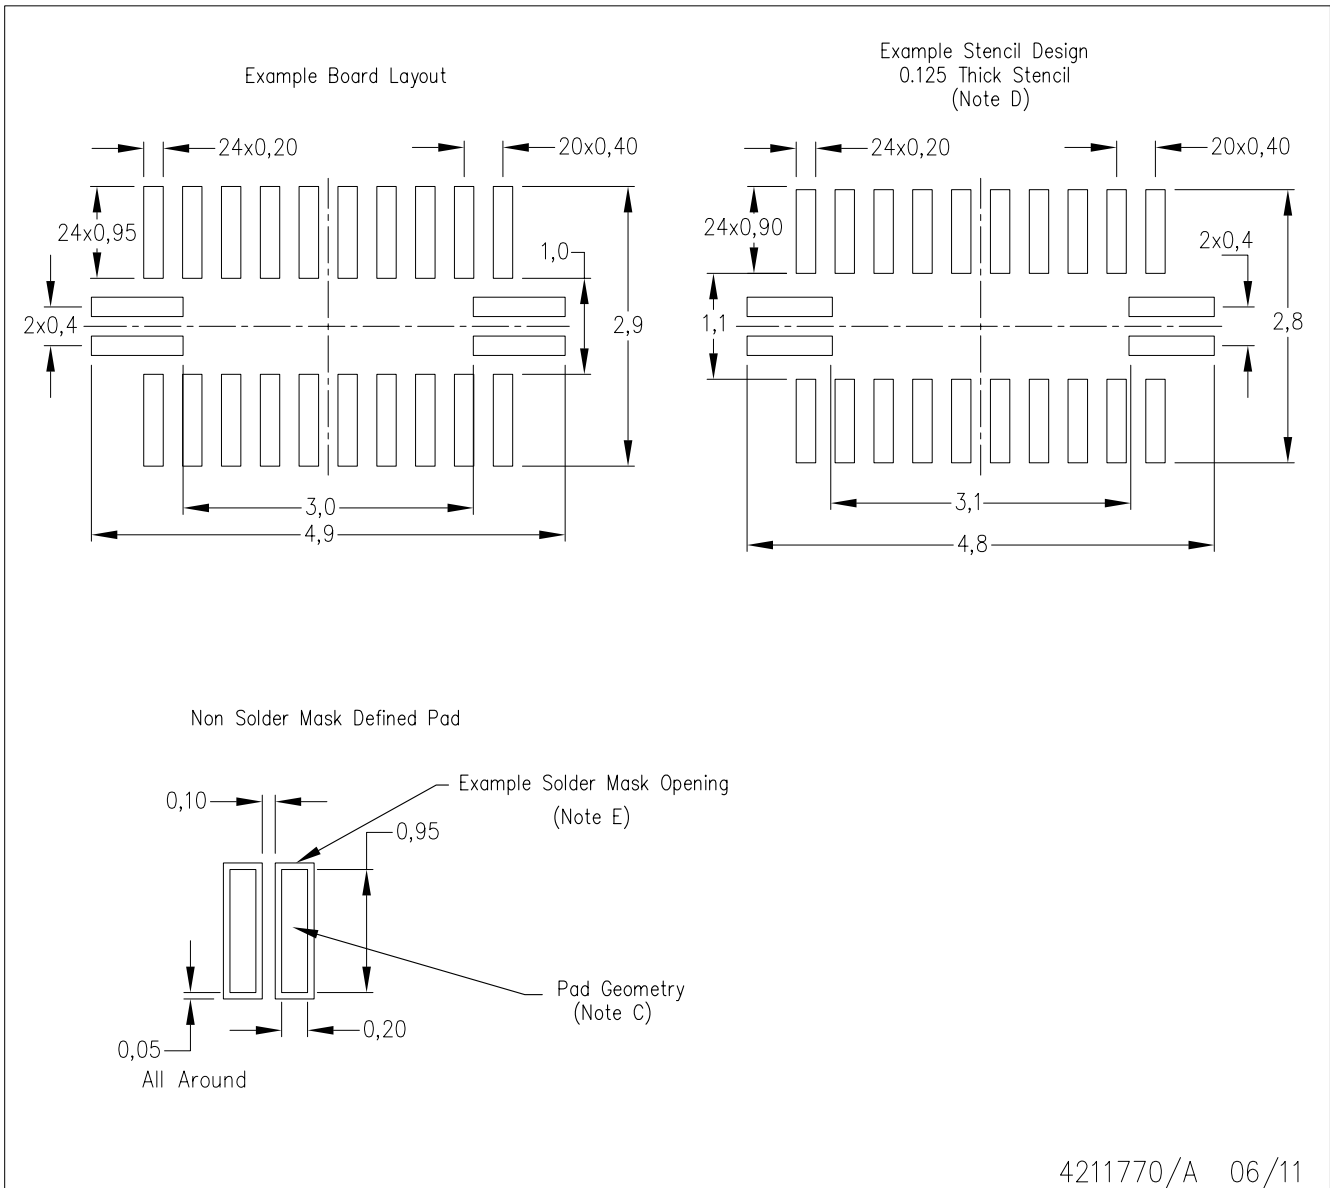 Example Board Layout
24x0,20
20x0,40
24x0,95
1,0
2x0,4
2,9
3,0
4,9
Example Stencil Design
0.125 Thick Stencil
(Note D)
24x0,20
20x0,40
24x0,90
2x0,4
1,1
2,8
3,1
4,8
Non Solder Mask Defined Pad
0,10
Example Solder Mask Opening
(Note E)
0,95
Pad Geometry
(Note C)
0,20
0,05
All Around
4211770/A 06/11